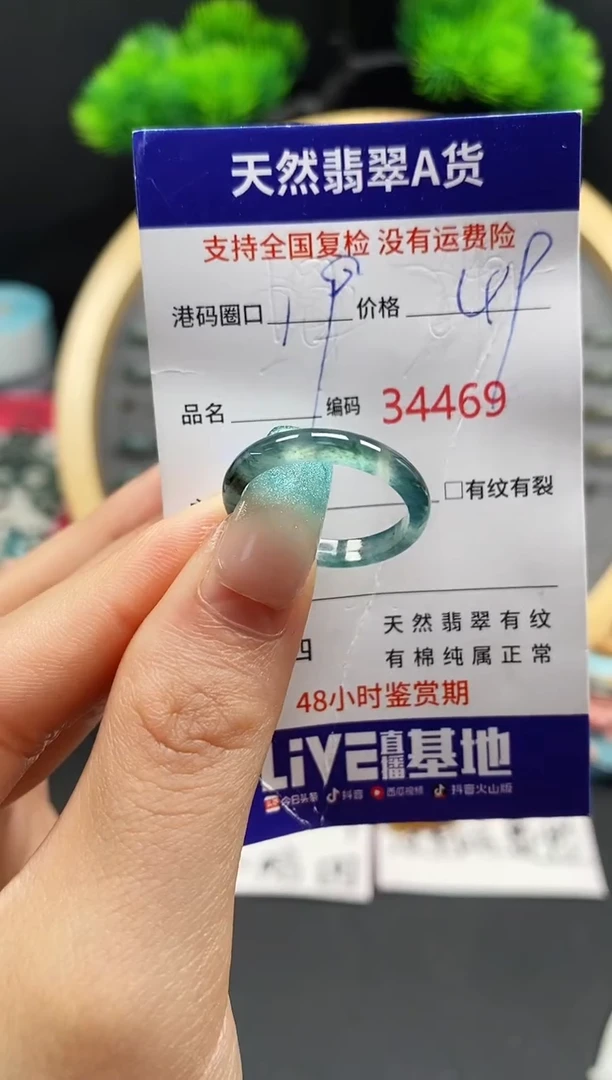 天然翡翠A货
支持全国复检 没有运费险
港码圈口 19 价格 49
品名 编码 34469
□有纹有裂
天然翡翠有纹
四 有棉纯属正常
48小时鉴赏期
LiVE直播基地
今日头条 抖音 西瓜视频 抖音火山版